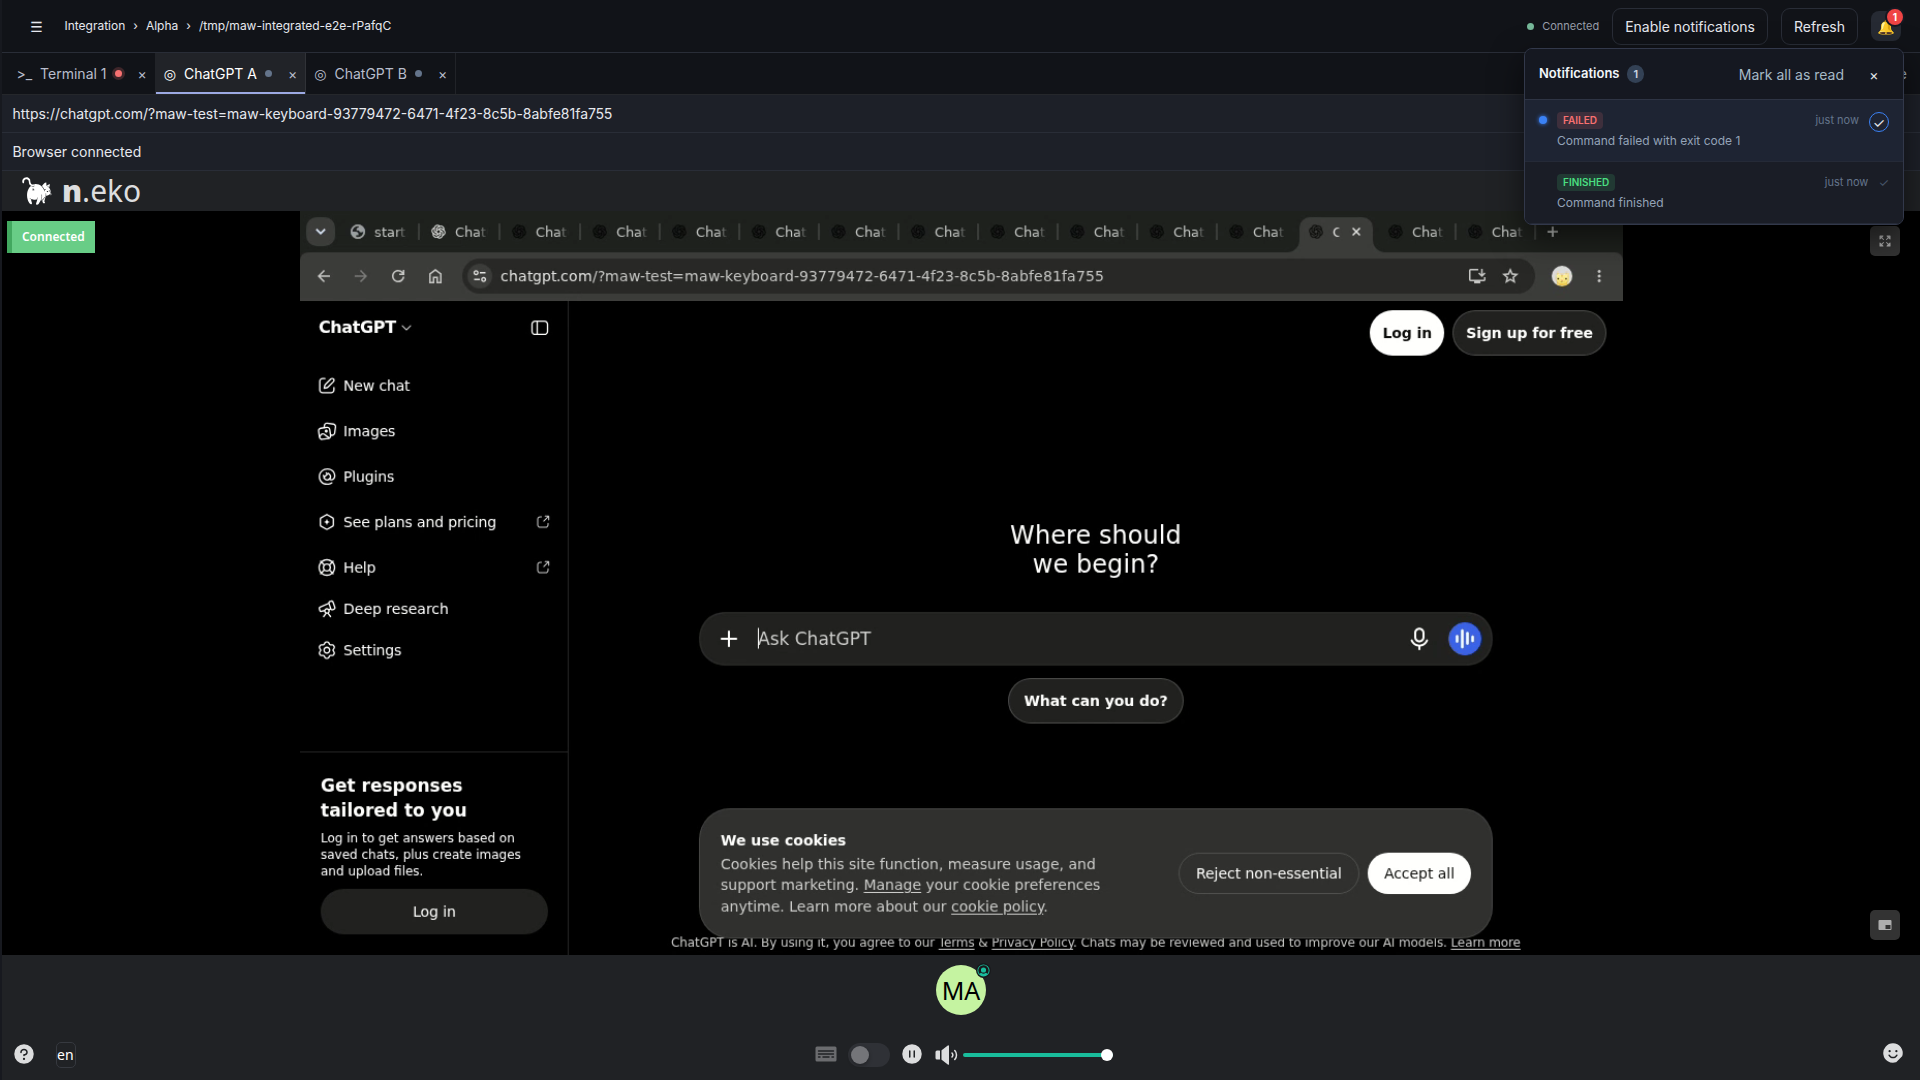 Integration › Alpha › /tmp/maw-integrated-e2e-rPafqC
Connected
Enable notifications
Refresh
1
>_ Terminal 1 ×
ChatGPT A ×
ChatGPT B ×
Notifications 1
Mark all as read ×
https://chatgpt.com/?maw-test=maw-keyboard-93779472-6471-4f23-8c5b-8abfe81fa755
FAILED
just now
Command failed with exit code 1
Browser connected
FINISHED
just now
Command finished
n.eko
Connected
start
Chat
Chat
Chat
Chat
Chat
Chat
Chat
Chat
Chat
Chat
Chat
C
Chat
Chat
chatgpt.com/?maw-test=maw-keyboard-93779472-6471-4f23-8c5b-8abfe81fa755
ChatGPT
Log in
Sign up for free
New chat
Images
Plugins
See plans and pricing
Help
Deep research
Settings
Where should
we begin?
Ask ChatGPT
What can you do?
Get responses
tailored to you
Log in to get answers based on
saved chats, plus create images
and upload files.
Log in
We use cookies
Cookies help this site function, measure usage, and
support marketing. Manage your cookie preferences
anytime. Learn more about our cookie policy.
Reject non-essential
Accept all
ChatGPT is AI. By using it, you agree to our Terms & Privacy Policy. Chats may be reviewed and used to improve our AI models. Learn more
MA
en